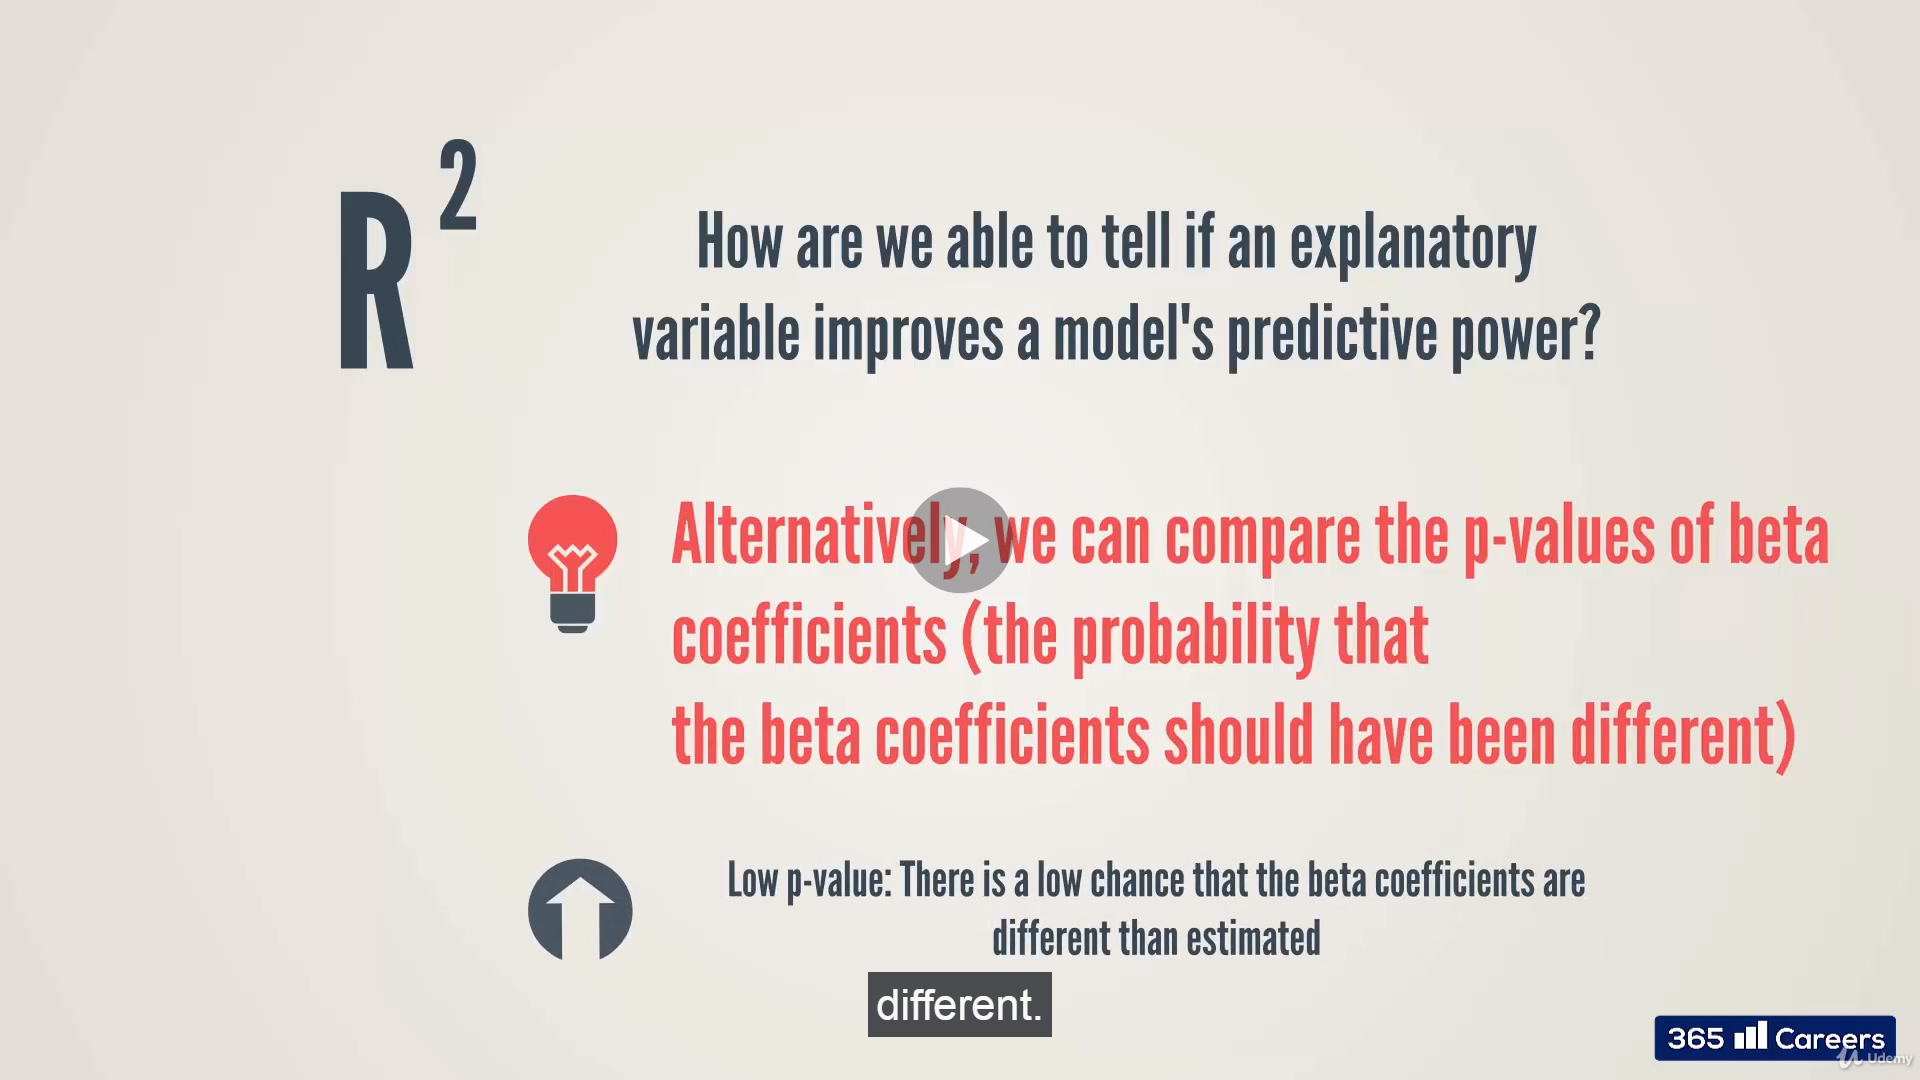 R2
How are we able to tell if an explanatory
variable improves a model's predictive power?
Alternatively, we can compare the p-values of beta
coefficients (the probability that
the beta coefficients should have been different)
Low p-value: There is a low chance that the beta coefficients are
different than estimated
different.
365 Careers
Udemy